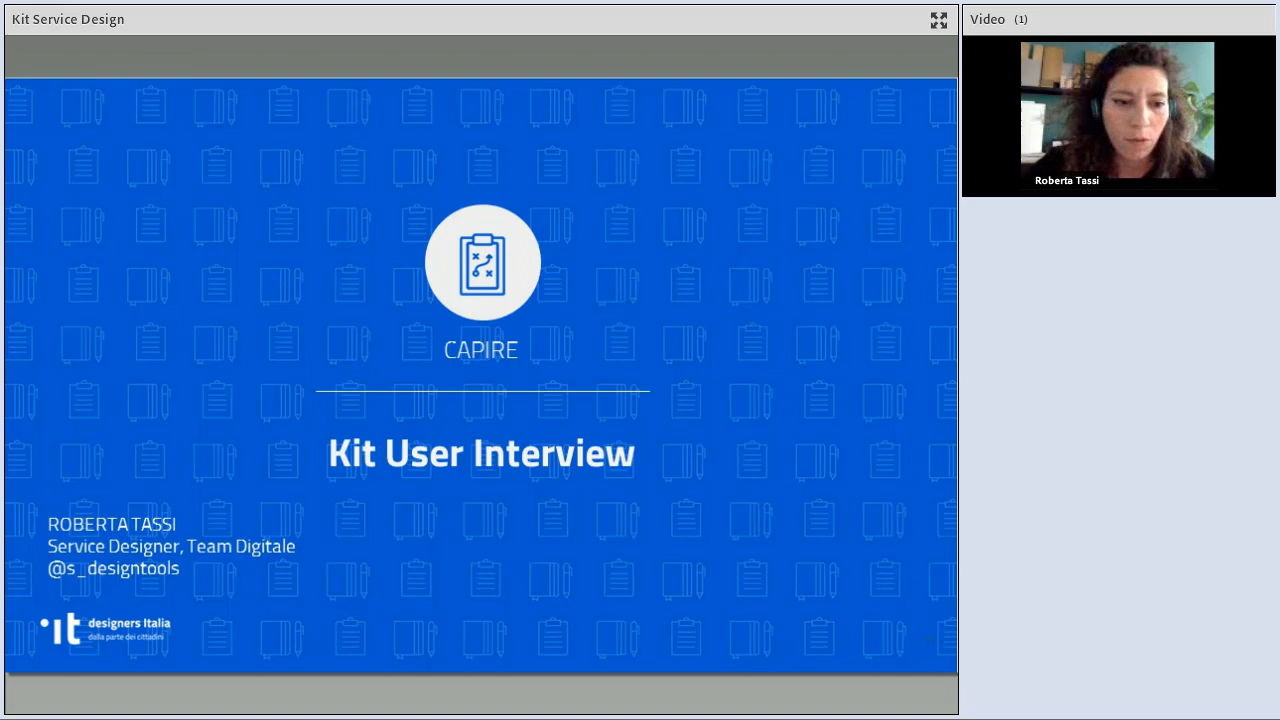 Kit Service Design
Video (1)
Roberta Tassi
CAPIRE
Kit User Interview
ROBERTA TASSI
Service Designer, Team Digitale
@s_designtools
.it designers Italia
dalla parte dei cittadini